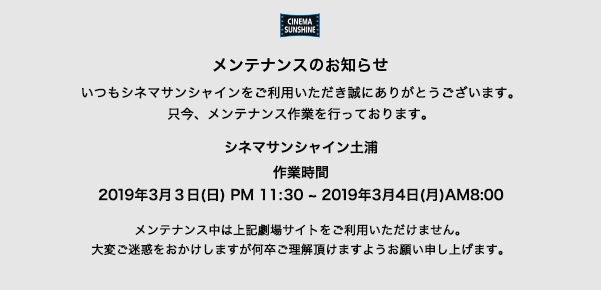 CINEMA
SUNSHINE
メンテナンスのお知らせ
いつもシネマサンシャインをご利用いただき誠にありがとうございます。
只今、メンテナンス作業を行っております。
シネマサンシャイン土浦
作業時間
2019年3月３日(日) PM 11:30 ~ 2019年3月4日(月)AM8:00
メンテナンス中は上記劇場サイトをご利用いただけません。
大変ご迷惑をおかけしますが何卒ご理解頂けますようお願い申し上げます。